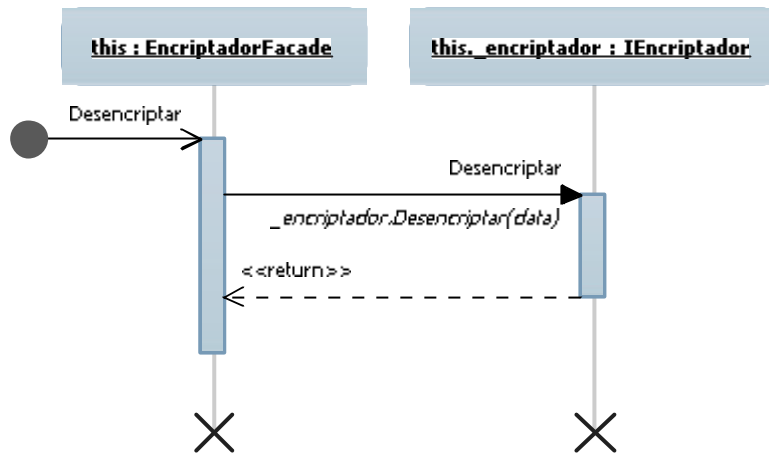 this : EncriptadorFacade
this._encriptador : IEncriptador
Desencriptar
Desencriptar
_encriptador.Desencriptar(data)
<<return>>